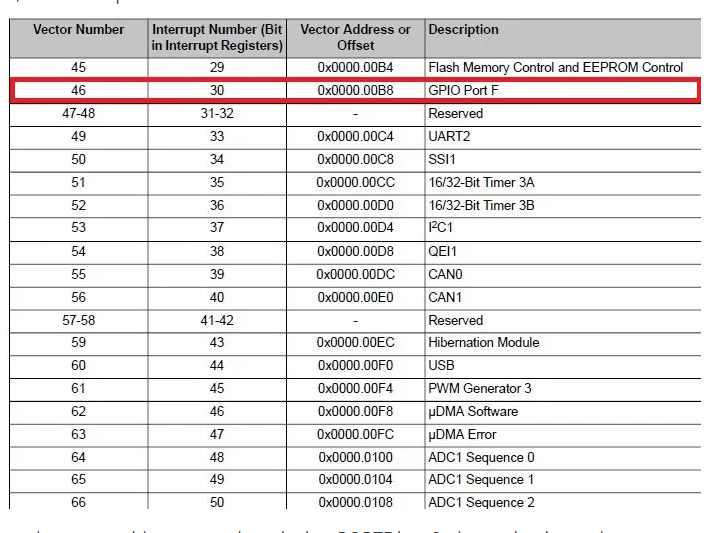 Vector Number Interrupt Number (Bit in Interrupt Registers) Vector Address or Offset Description
45 29 0x0000.00B4 Flash Memory Control and EEPROM Control
46 30 0x0000.00B8 GPIO Port F
47-48 31-32 - Reserved
49 33 0x0000.00C4 UART2
50 34 0x0000.00C8 SSI1
51 35 0x0000.00CC 16/32-Bit Timer 3A
52 36 0x0000.00D0 16/32-Bit Timer 3B
53 37 0x0000.00D4 I²C1
54 38 0x0000.00D8 QEI1
55 39 0x0000.00DC CAN0
56 40 0x0000.00E0 CAN1
57-58 41-42 - Reserved
59 43 0x0000.00EC Hibernation Module
60 44 0x0000.00F0 USB
61 45 0x0000.00F4 PWM Generator 3
62 46 0x0000.00F8 µDMA Software
63 47 0x0000.00FC µDMA Error
64 48 0x0000.0100 ADC1 Sequence 0
65 49 0x0000.0104 ADC1 Sequence 1
66 50 0x0000.0108 ADC1 Sequence 2